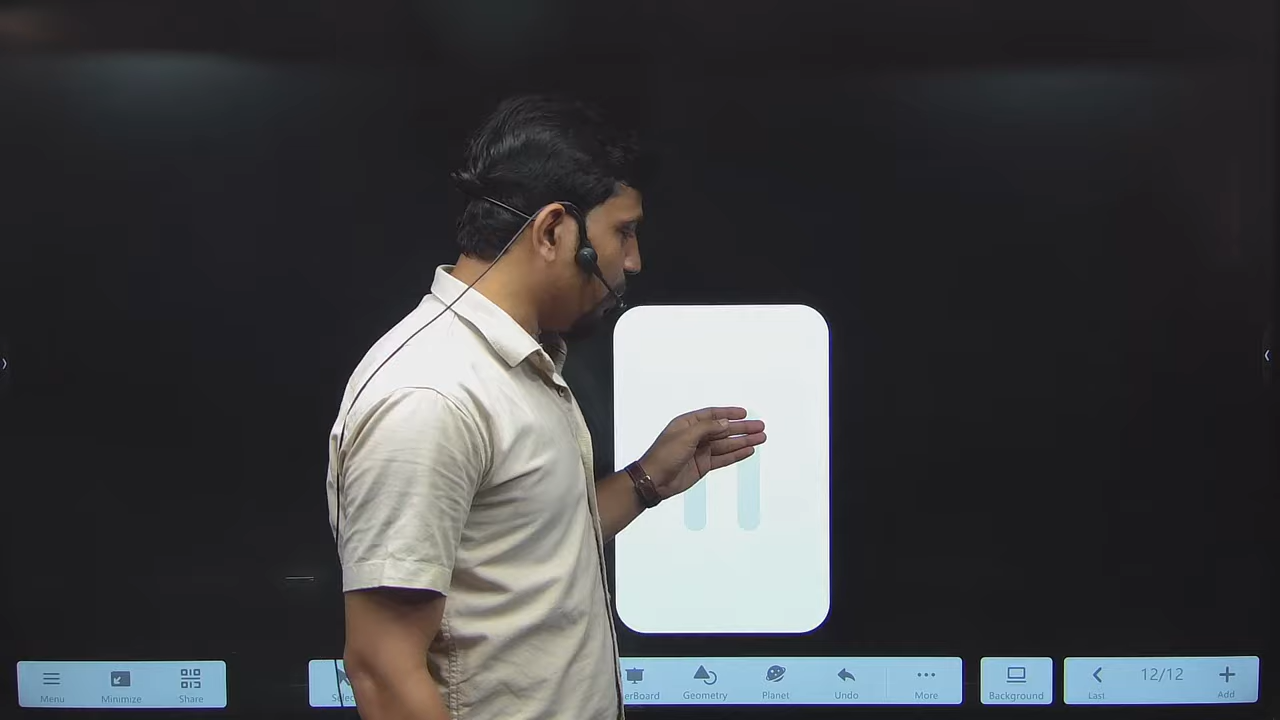 Menu
Minimize
Share
Geometry
Planet
Undo
More
Background
Last
12/12
Add